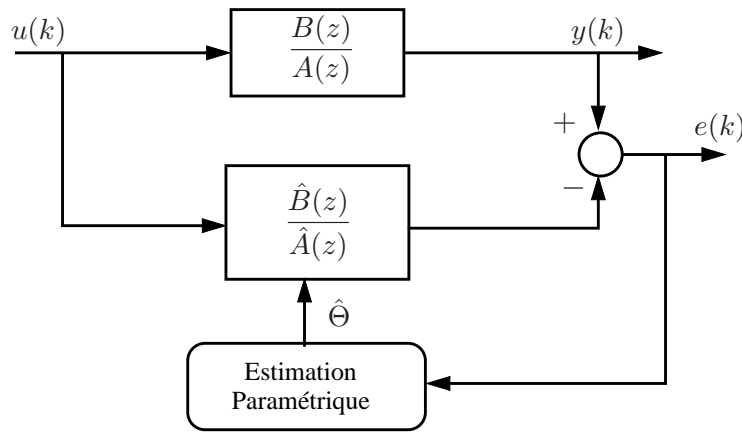 u(k)
B(z)
A(z)
y(k)
+
e(k)
−
B̂(z)
Â(z)
Θ̂
Estimation
Paramétrique